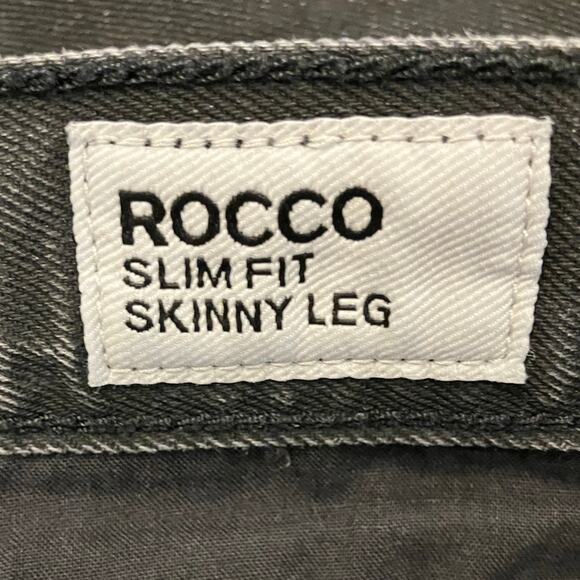 ROCCO
SLIM FIT
SKINNY LEG